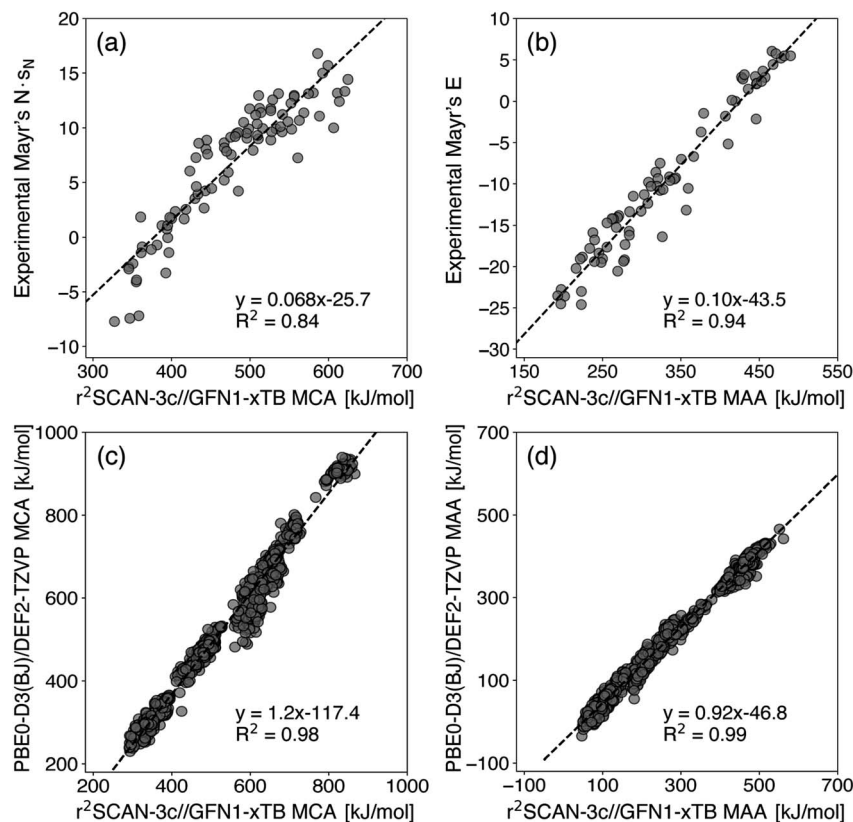 (a)
Experimental Mayr's N·s_N
20
15
10
5
0
−5
−10
y = 0.068x-25.7
R² = 0.84
300
400
500
600
700
r²SCAN-3c//GFN1-xTB MCA [kJ/mol]
(b)
Experimental Mayr's E
10
5
0
−5
−10
−15
−20
−25
−30
y = 0.10x-43.5
R² = 0.94
150
250
350
450
550
r²SCAN-3c//GFN1-xTB MAA [kJ/mol]
(c)
PBE0-D3(BJ)/DEF2-TZVP MCA [kJ/mol]
1000
800
600
400
200
y = 1.2x-117.4
R² = 0.98
200
400
600
800
1000
r²SCAN-3c//GFN1-xTB MCA [kJ/mol]
(d)
PBE0-D3(BJ)/DEF2-TZVP MAA [kJ/mol]
700
500
300
100
−100
y = 0.92x-46.8
R² = 0.99
−100
100
300
500
700
r²SCAN-3c//GFN1-xTB MAA [kJ/mol]